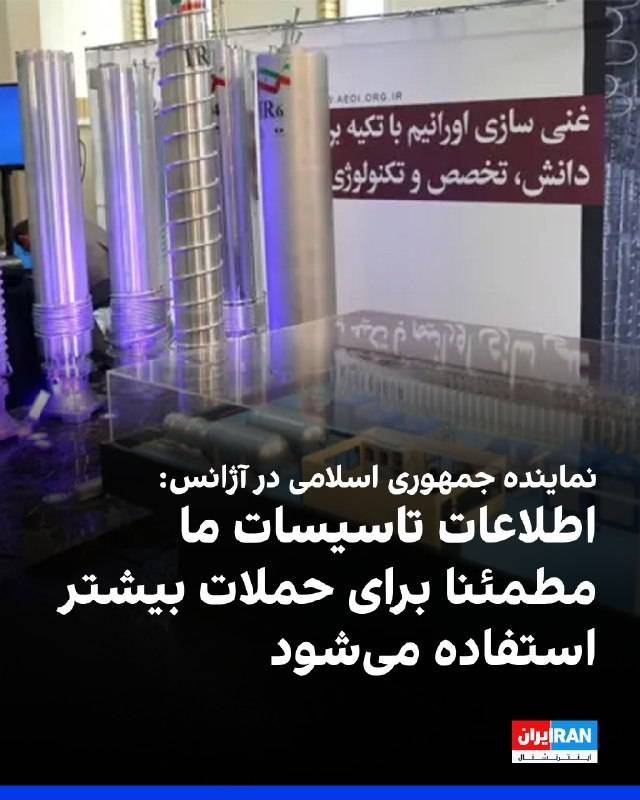 IR
IR6
W.AEOI.ORG.IR
غنی سازی اورانیم با تکیه بر
دانش، تخصص و تکنولوژی
نماینده جمهوری اسلامی در آژانس:
اطلاعات تاسیسات ما
مطمئنا برای حملات بیشتر
استفاده می‌شود
IRAN ایران
اینترنشنال